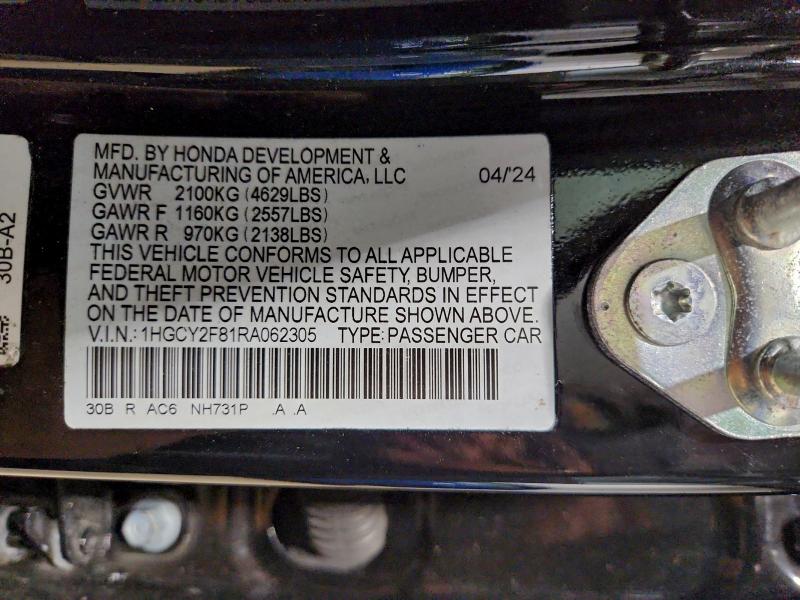 MFD. BY HONDA DEVELOPMENT &
MANUFACTURING OF AMERICA, LLC 04/'24
GVWR 2100KG (4629LBS)
GAWR F 1160KG (2557LBS)
GAWR R 970KG (2138LBS)
THIS VEHICLE CONFORMS TO ALL APPLICABLE
FEDERAL MOTOR VEHICLE SAFETY, BUMPER,
AND THEFT PREVENTION STANDARDS IN EFFECT
ON THE DATE OF MANUFACTURE SHOWN ABOVE.
V.I.N.: 1HGCY2F81RA062305 TYPE: PASSENGER CAR
30B R AC6 NH731P .A .A
30B-A2